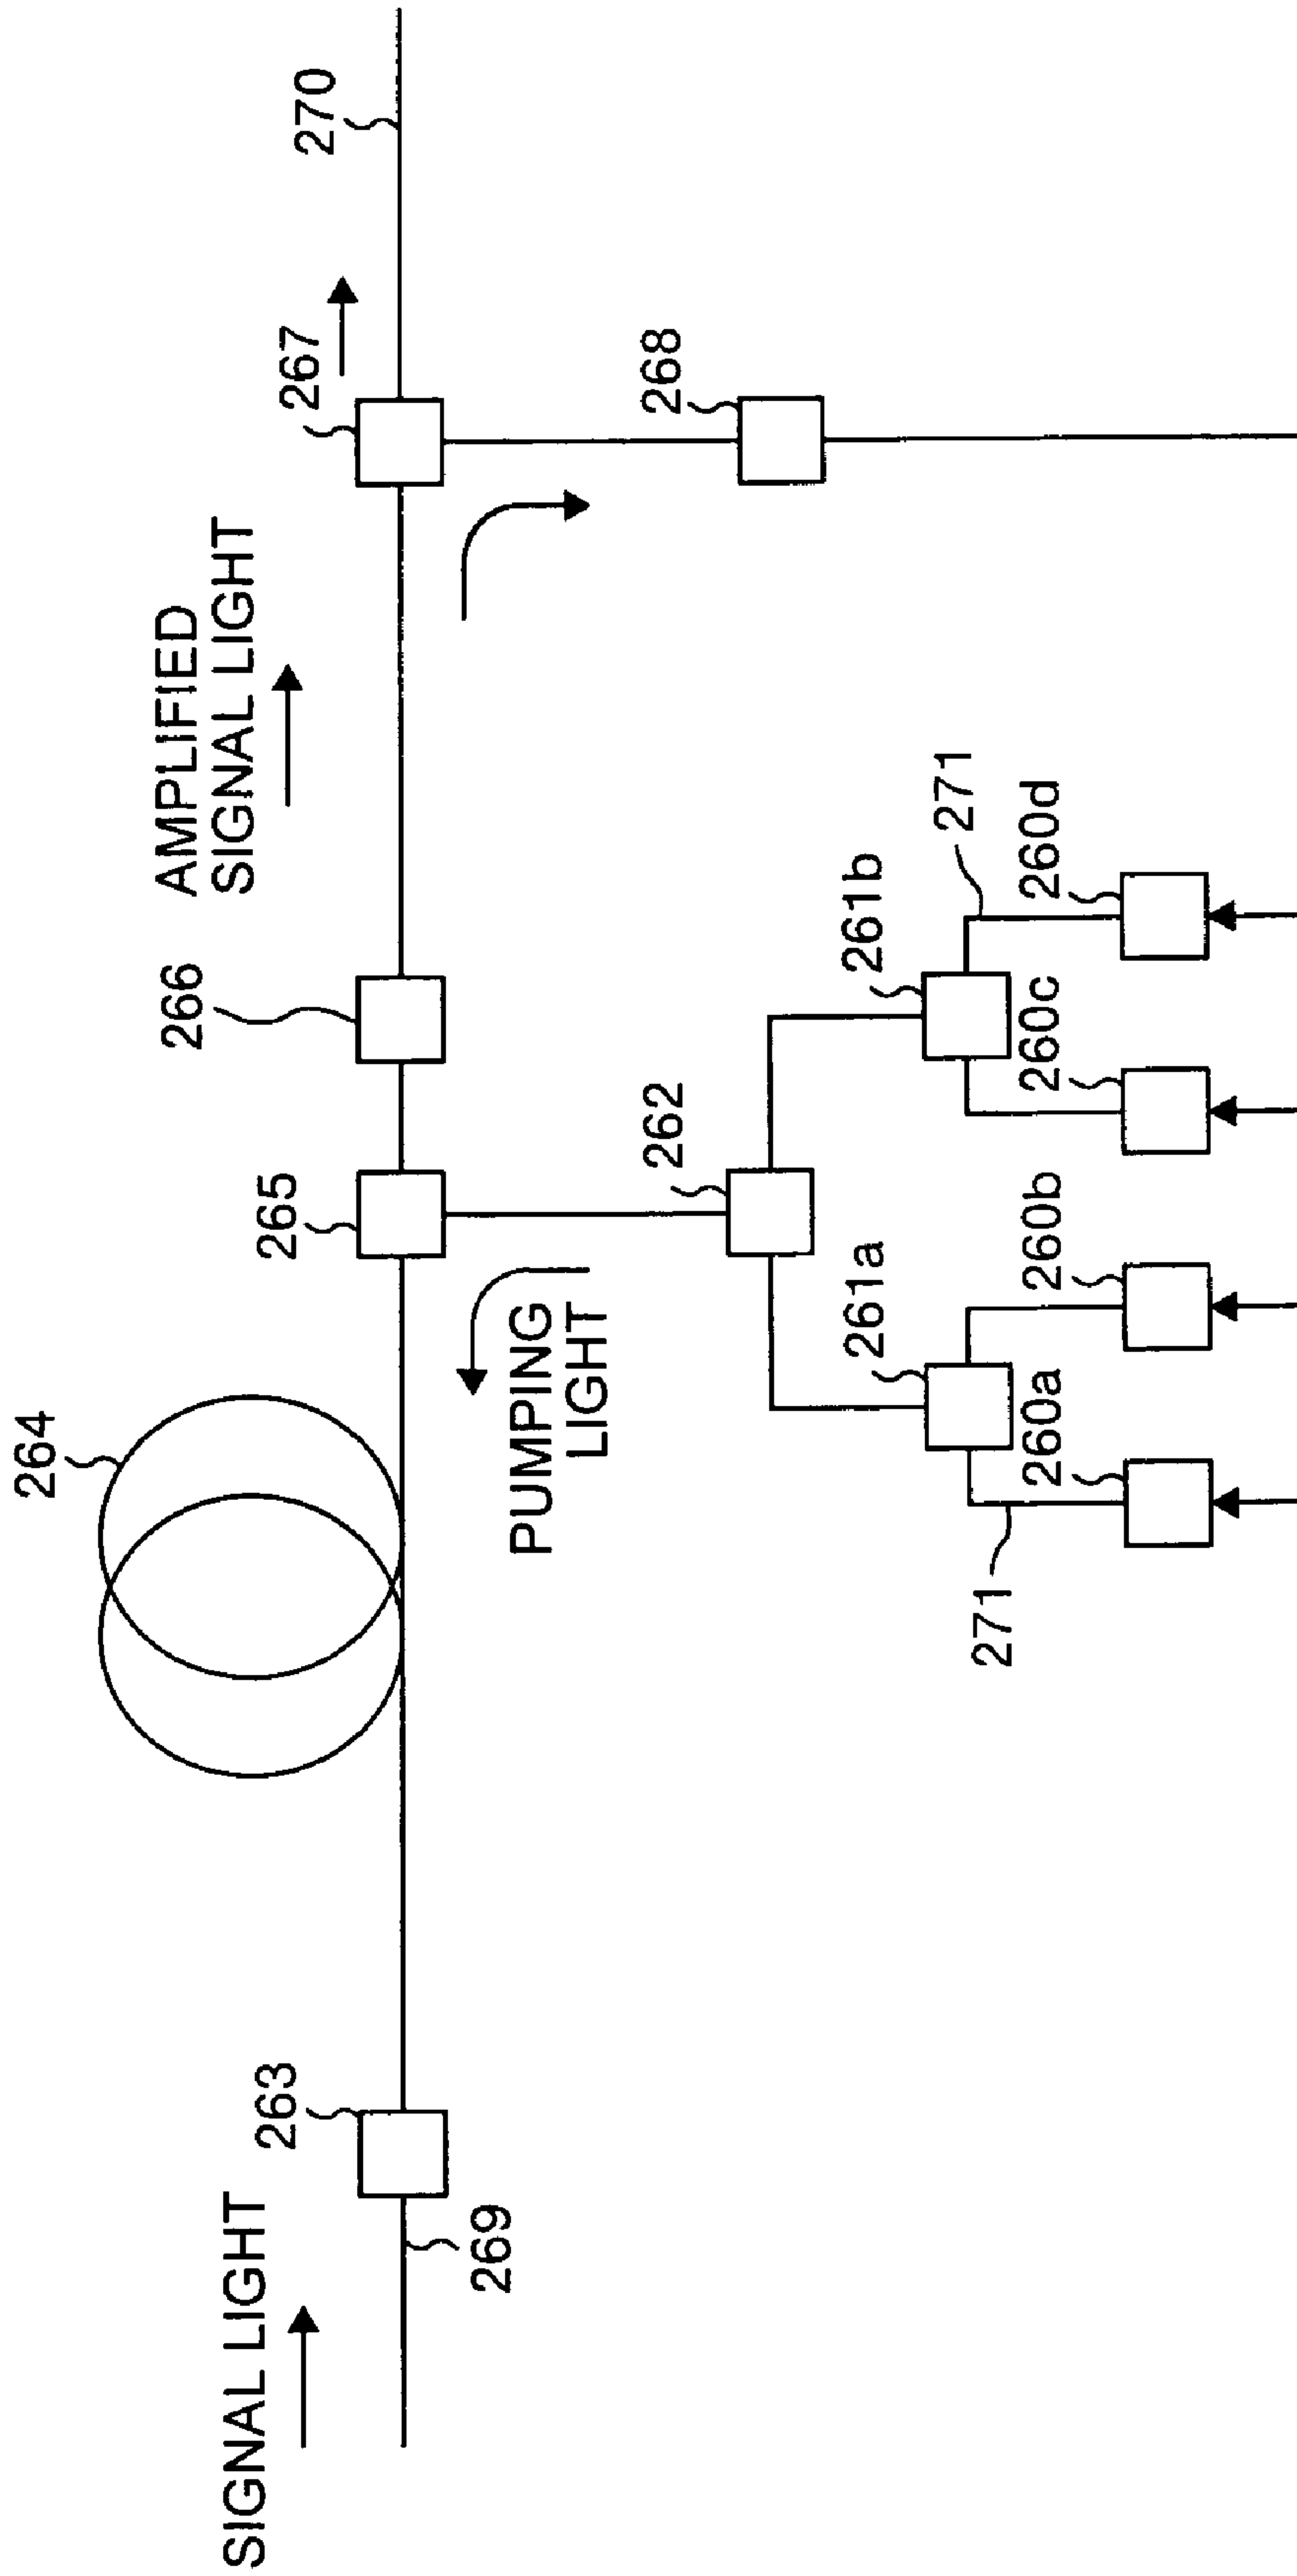 SIGNAL LIGHT
269
263
264
PUMPING
LIGHT
265
266
AMPLIFIED
SIGNAL LIGHT
267
270
268
262
261a
261b
271
260a
260b
260c
260d
271